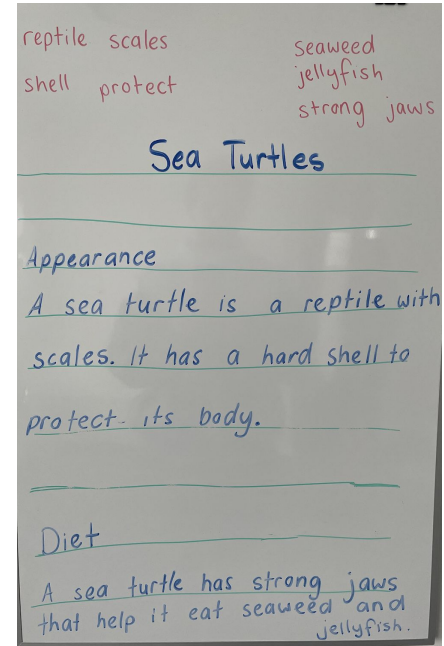 reptile scales
shell protect
seaweed
jellyfish
strong jaws
Sea Turtles
Appearance
A sea turtle is a reptile with
scales. It has a hard shell to
protect its body.
Diet
A sea turtle has strong jaws
that help it eat seaweed and
jellyfish.